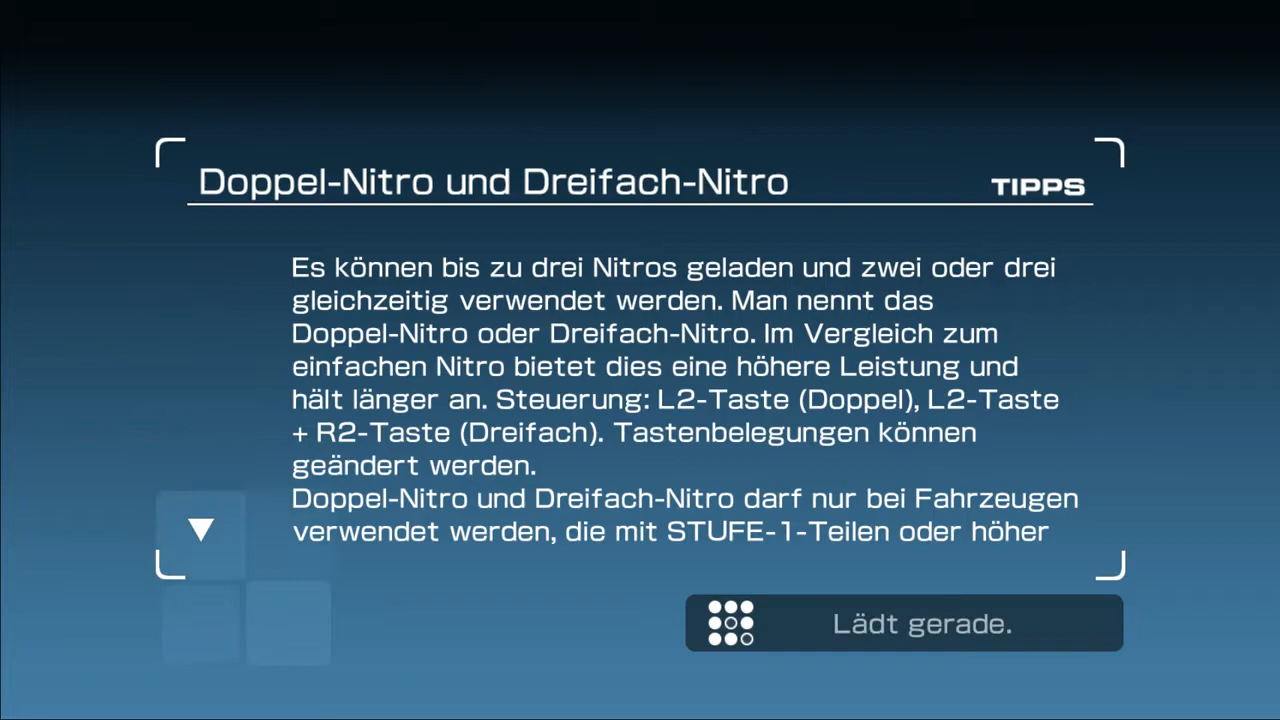 Doppel-Nitro und Dreifach-Nitro
TIPPS
Es können bis zu drei Nitros geladen und zwei oder drei
gleichzeitig verwendet werden. Man nennt das
Doppel-Nitro oder Dreifach-Nitro. Im Vergleich zum
einfachen Nitro bietet dies eine höhere Leistung und
hält länger an. Steuerung: L2-Taste (Doppel), L2-Taste
+ R2-Taste (Dreifach). Tastenbelegungen können
geändert werden.
Doppel-Nitro und Dreifach-Nitro darf nur bei Fahrzeugen
verwendet werden, die mit STUFE-1-Teilen oder höher
Lädt gerade.